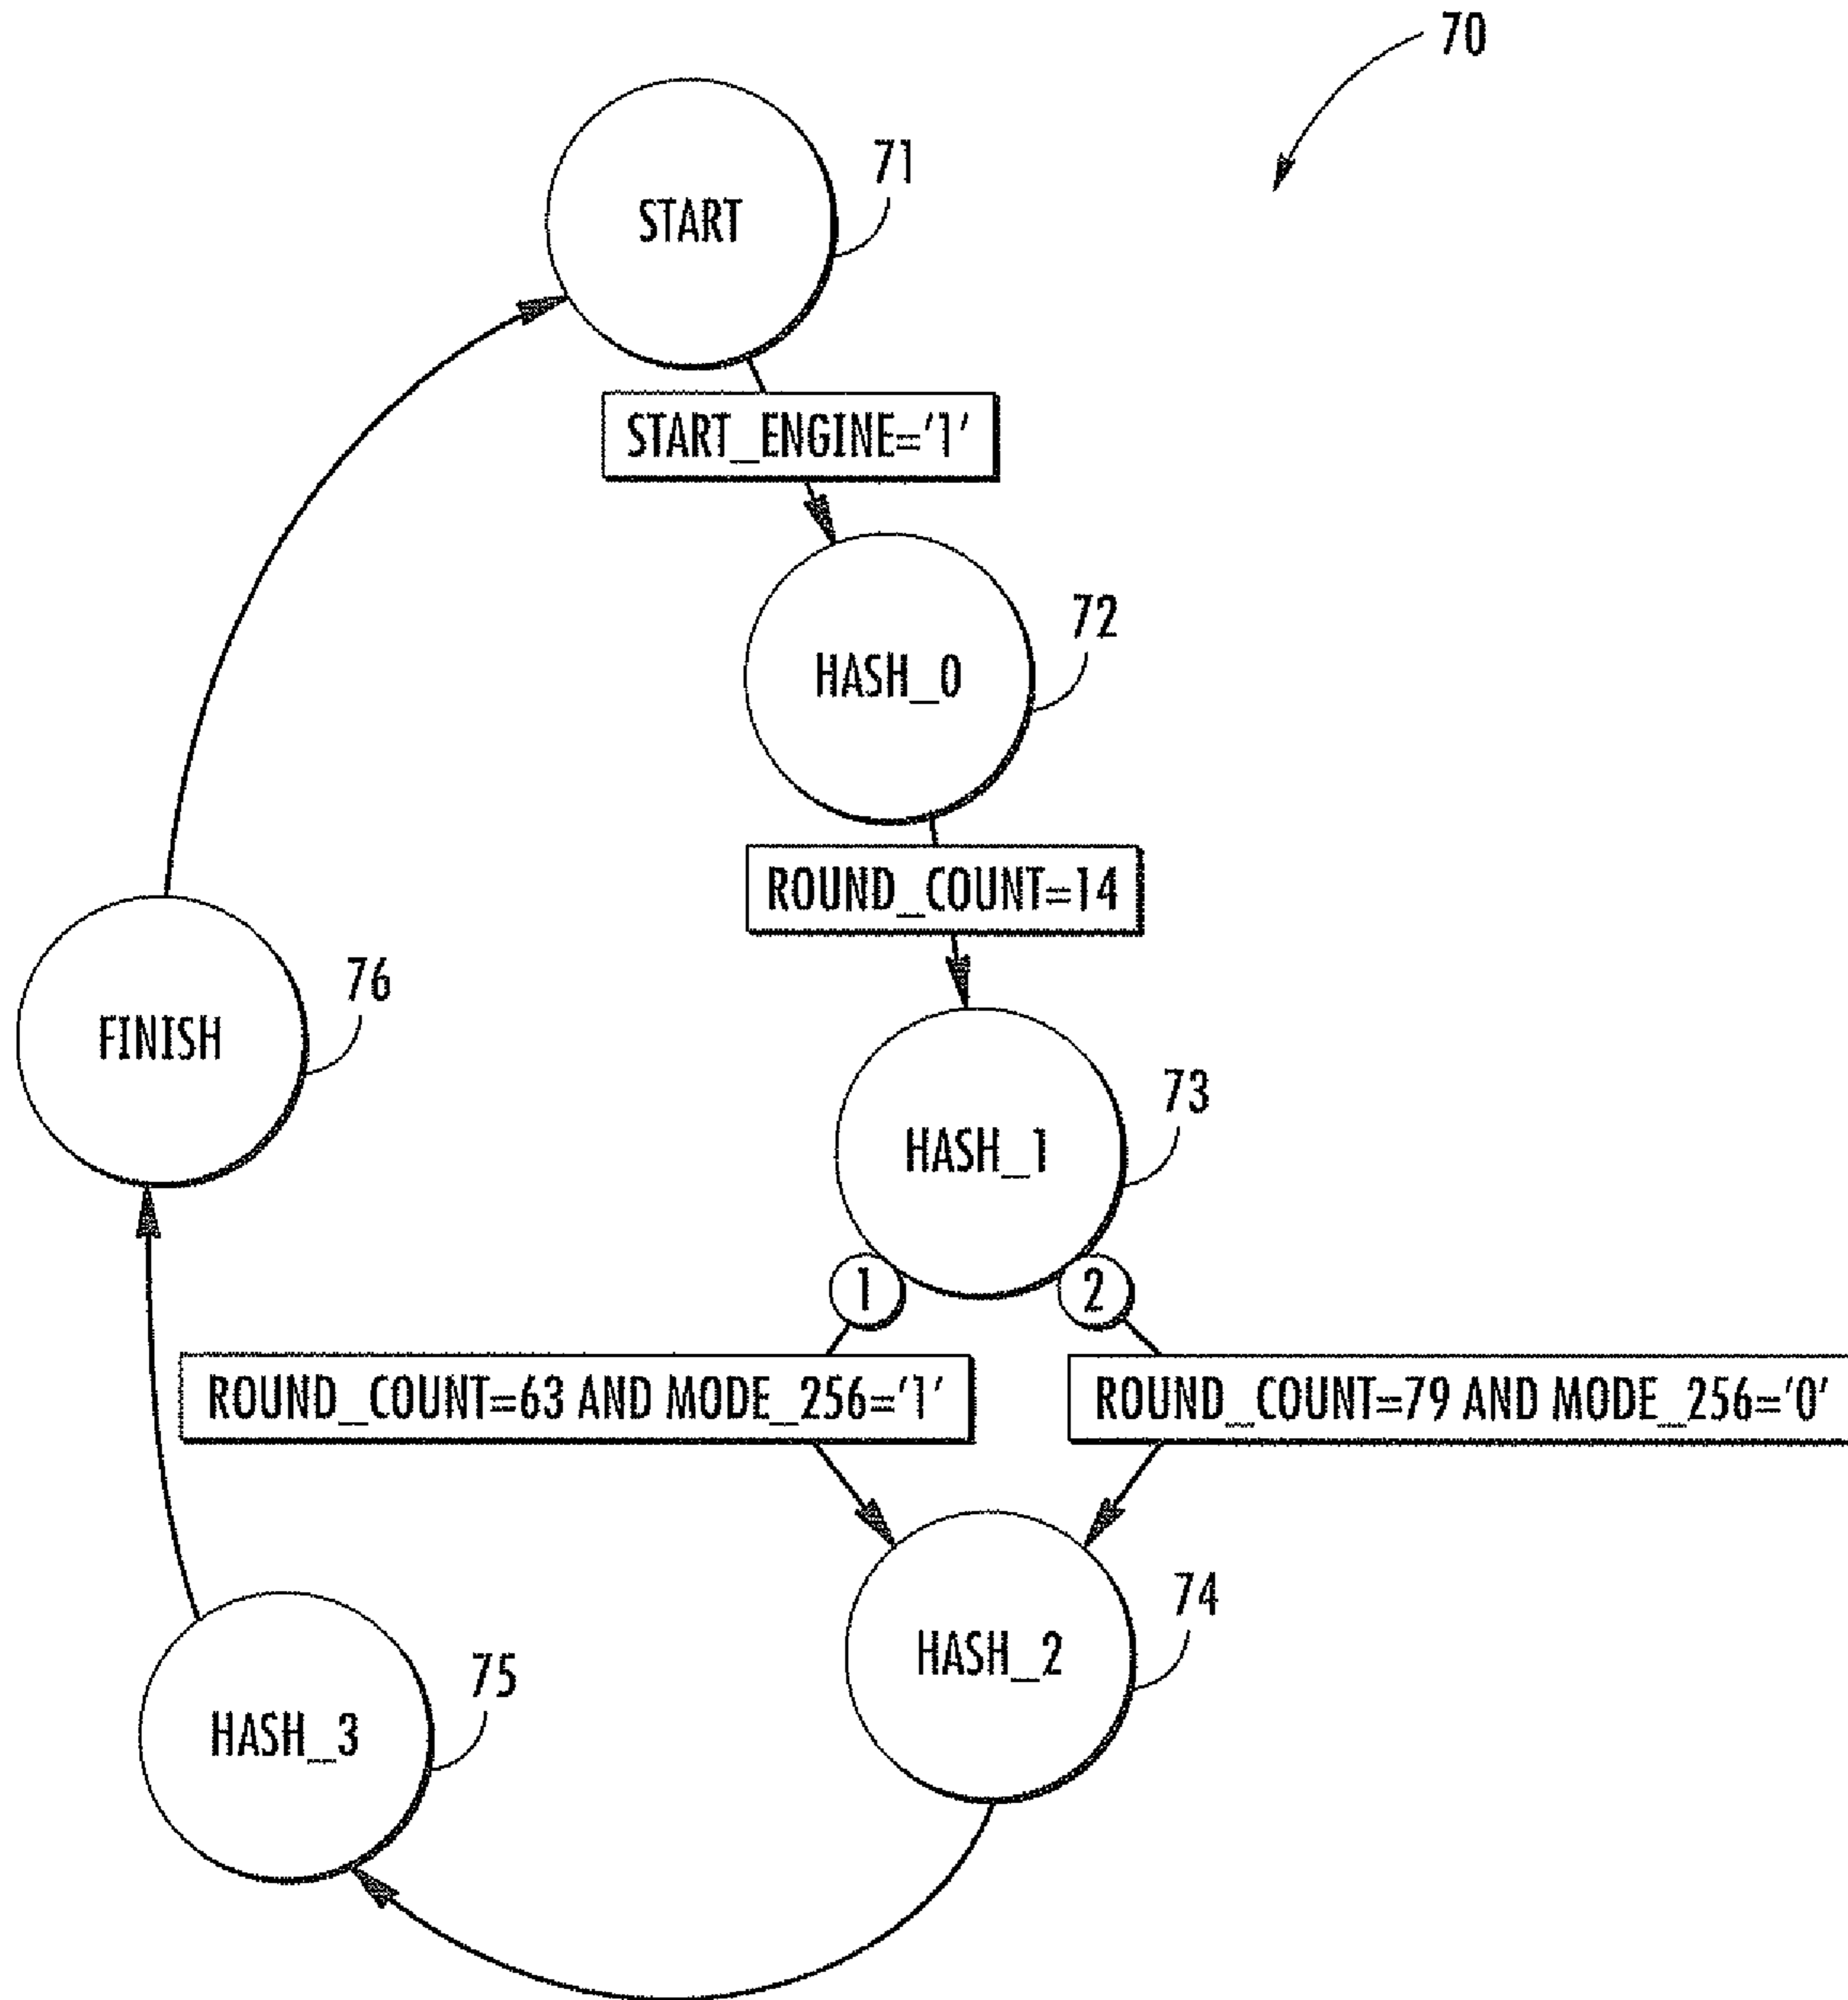 70
START
71
START_ENGINE='1'
HASH_0
72
ROUND_COUNT=14
HASH_1
73
FINISH
76
1
2
ROUND_COUNT=63 AND MODE_256='1'
ROUND_COUNT=79 AND MODE_256='0'
HASH_2
74
HASH_3
75